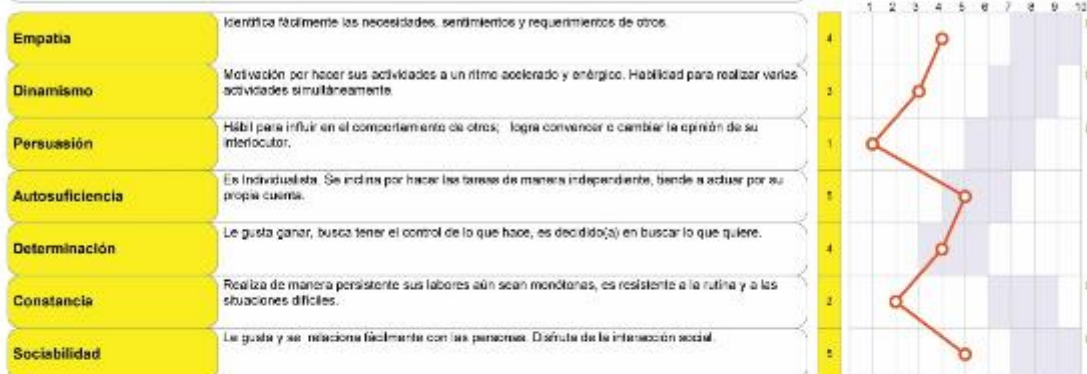 1 2 3 4 5 6 7 8 9 10
Empatía
Identifica fácilmente las necesidades, sentimientos y requerimientos de otros.
4
Dinamismo
Motivación por hacer sus actividades a un ritmo acelerado y enérgico. Habilidad para realizar varias
actividades simultáneamente.
3
Persuasión
Hábil para influir en el comportamiento de otros; logra convencer o cambiar la opinión de su
interlocutor.
1
Autosuficiencia
Es Individualista. Se inclina por hacer las tareas de manera independiente, tiende a actuar por su
propia cuenta.
5
Determinación
Le gusta ganar, busca tener el control de lo que hace, es decidido(a) en buscar lo que quiere.
4
Constancia
Realiza de manera persistente sus labores aún sean monótonas, es resistente a la rutina y a las
situaciones difíciles.
2
Sociabilidad
Le gusta y se relaciona fácilmente con las personas. Disfruta de la interacción social.
5